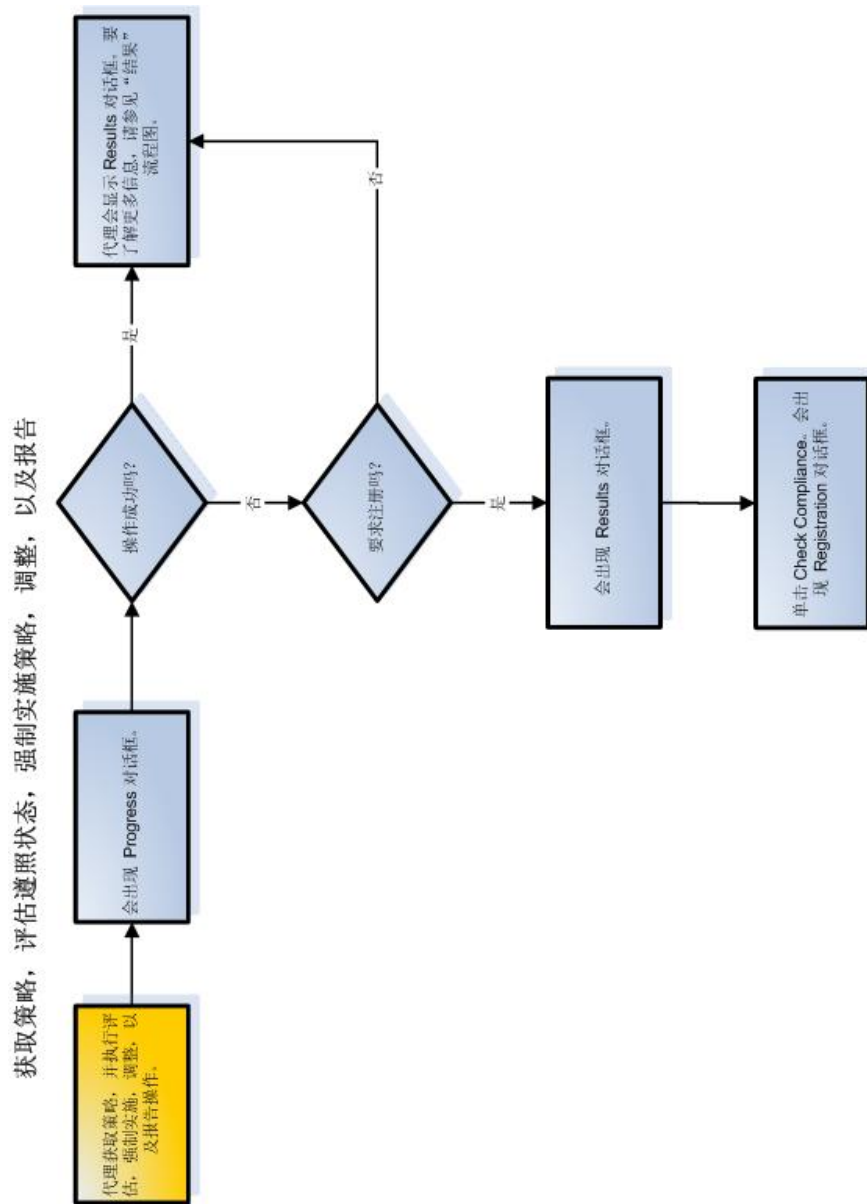 获取策略，评估遵照状态，强制实施策略，调整，以及报告
代理获取策略，并执行评
估，强制实施，调整，以
及报告操作。
会出现 Progress 对话框。
操作成功吗？
是
代理会显示 Results 对话框。要
了解更多信息，请参见“结果”
流程图。
否
要求注册吗？
否
是
会出现 Results 对话框。
单击 Check Compliance。会出
现 Registration 对话框。